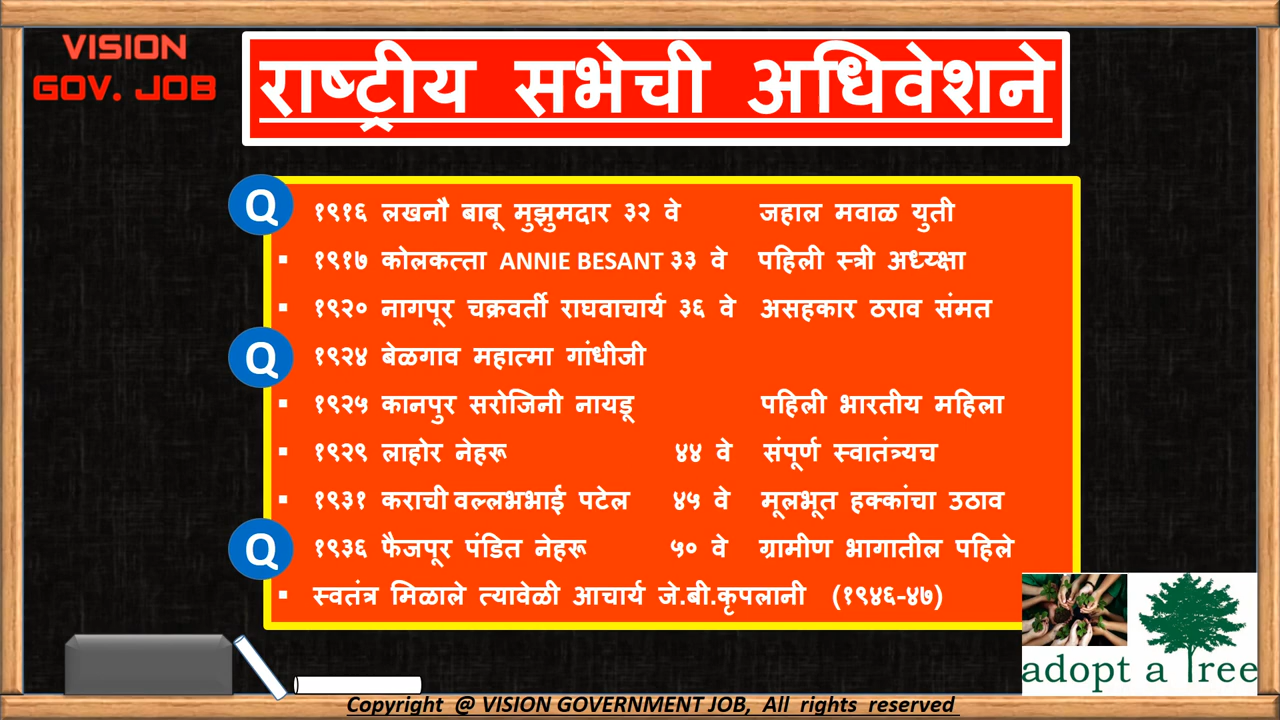 VISION
GOV. JOB
राष्ट्रीय सभेची अधिवेशने
Q १९१६ लखनौ बाबू मुझुमदार ३२ वे जहाल मवाळ युती
▪ १९१७ कोलकत्ता ANNIE BESANT ३३ वे पहिली स्त्री अध्य्क्षा
▪ १९२० नागपूर चक्रवर्ती राघवाचार्य ३६ वे असहकार ठराव संमत
Q १९२४ बेळगाव महात्मा गांधीजी
▪ १९२५ कानपुर सरोजिनी नायडू पहिली भारतीय महिला
▪ १९२९ लाहोर नेहरू ४४ वे संपूर्ण स्वातंत्र्यच
▪ १९३१ कराची वल्लभभाई पटेल ४५ वे मूलभूत हक्कांचा उठाव
Q १९३६ फैजपूर पंडित नेहरू ५० वे ग्रामीण भागातील पहिले
▪ स्वतंत्र मिळाले त्यावेळी आचार्य जे.बी.कृपलानी (१९४६-४७)
adopt a Tree
Copyright @ VISION GOVERNMENT JOB, All rights reserved